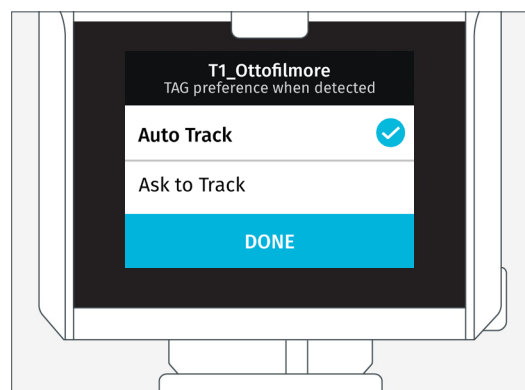 T1_Ottofilmore
TAG preference when detected
Auto Track
Ask to Track
DONE